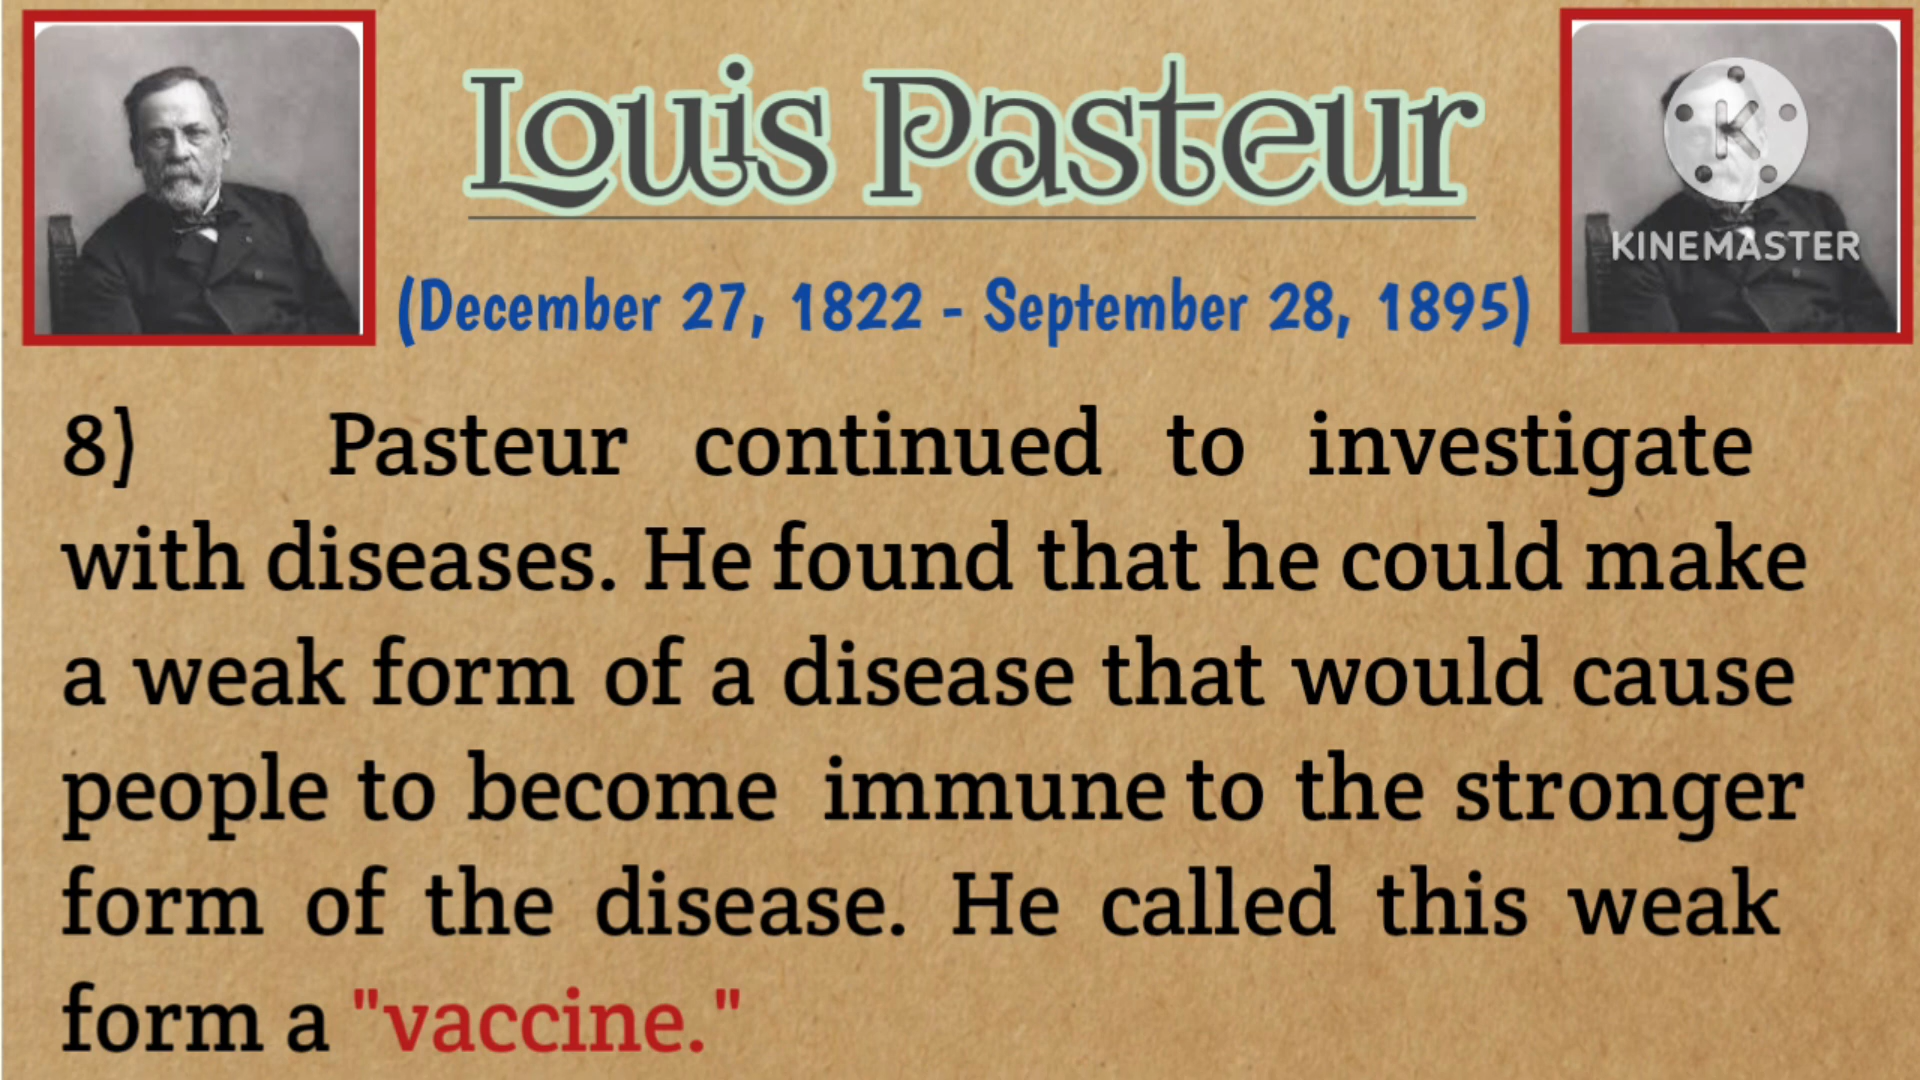 Louis Pasteur
K
KINEMASTER
(December 27, 1822 - September 28, 1895)
8) Pasteur continued to investigate
with diseases. He found that he could make
a weak form of a disease that would cause
people to become immune to the stronger
form of the disease. He called this weak
form a "vaccine."